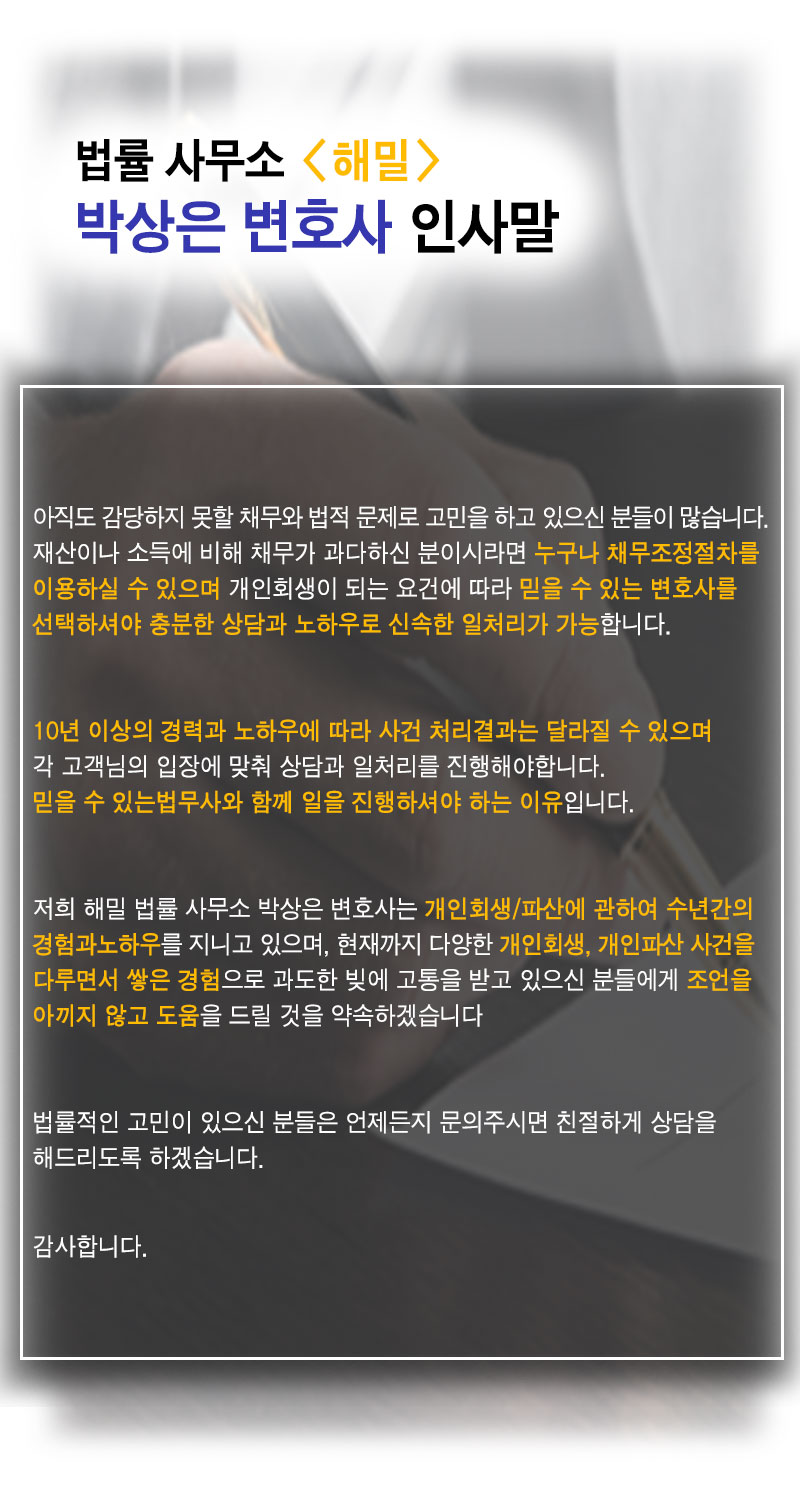 법률 사무소 <해밀>
박상은 변호사 인사말
아직도 감당하지 못할 채무와 법적 문제로 고민을 하고 있으신 분들이 많습니다.
재산이나 소득에 비해 채무가 과다하신 분이시라면 누구나 채무조정절차를
이용하실 수 있으며 개인회생이 되는 요건에 따라 믿을 수 있는 변호사를
선택하셔야 충분한 상담과 노하우로 신속한 일처리가 가능합니다.
10년 이상의 경력과 노하우에 따라 사건 처리결과는 달라질 수 있으며
각 고객님의 입장에 맞춰 상담과 일처리를 진행해야합니다.
믿을 수 있는법무사와 함께 일을 진행하셔야 하는 이유입니다.
저희 해밀 법률 사무소 박상은 변호사는 개인회생/파산에 관하여 수년간의
경험과노하우를 지니고 있으며, 현재까지 다양한 개인회생, 개인파산 사건을
다루면서 쌓은 경험으로 과도한 빚에 고통을 받고 있으신 분들에게 조언을
아끼지 않고 도움을 드릴 것을 약속하겠습니다
법률적인 고민이 있으신 분들은 언제든지 문의주시면 친절하게 상담을
해드리도록 하겠습니다.
감사합니다.